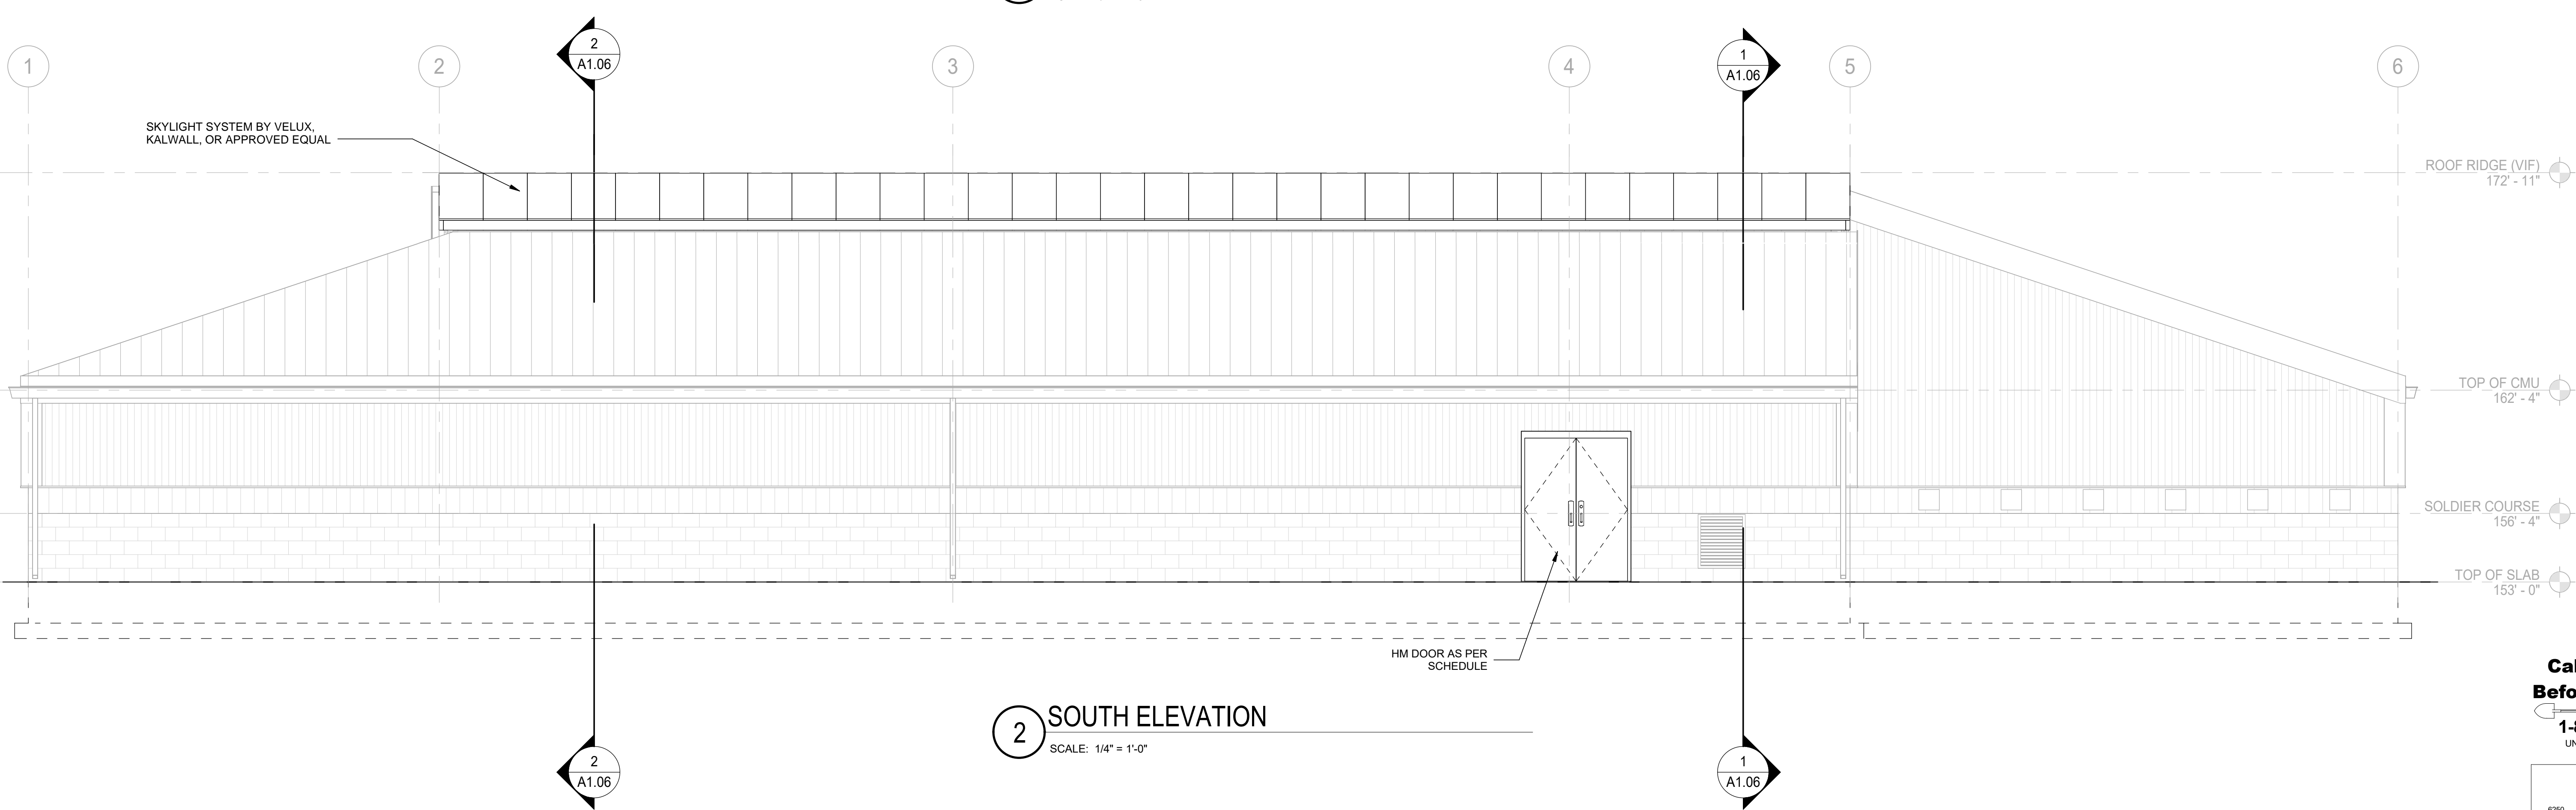 2
A1.06
1
A1.06
1
2
3
4
5
6
SKYLIGHT SYSTEM BY VELUX,
KALWALL, OR APPROVED EQUAL
ROOF RIDGE (VIF)
172' - 11"
TOP OF CMU
162' - 4"
SOLDIER COURSE
156' - 4"
TOP OF SLAB
153' - 0"
HM DOOR AS PER
SCHEDULE
2
SOUTH ELEVATION
SCALE: 1/4" = 1'-0"
2
A1.06
1
A1.06